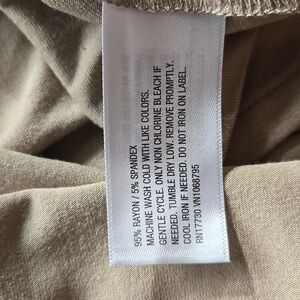 95% RAYON / 5% SPANDEX
MACHINE WASH COLD WITH LIKE COLORS.
GENTLE CYCLE. ONLY NON CHLORINE BLEACH IF
NEEDED. TUMBLE DRY LOW. REMOVE PROMPTLY.
COOL IRON IF NEEDED. DO NOT IRON ON LABEL.
RN17730 VN1068795